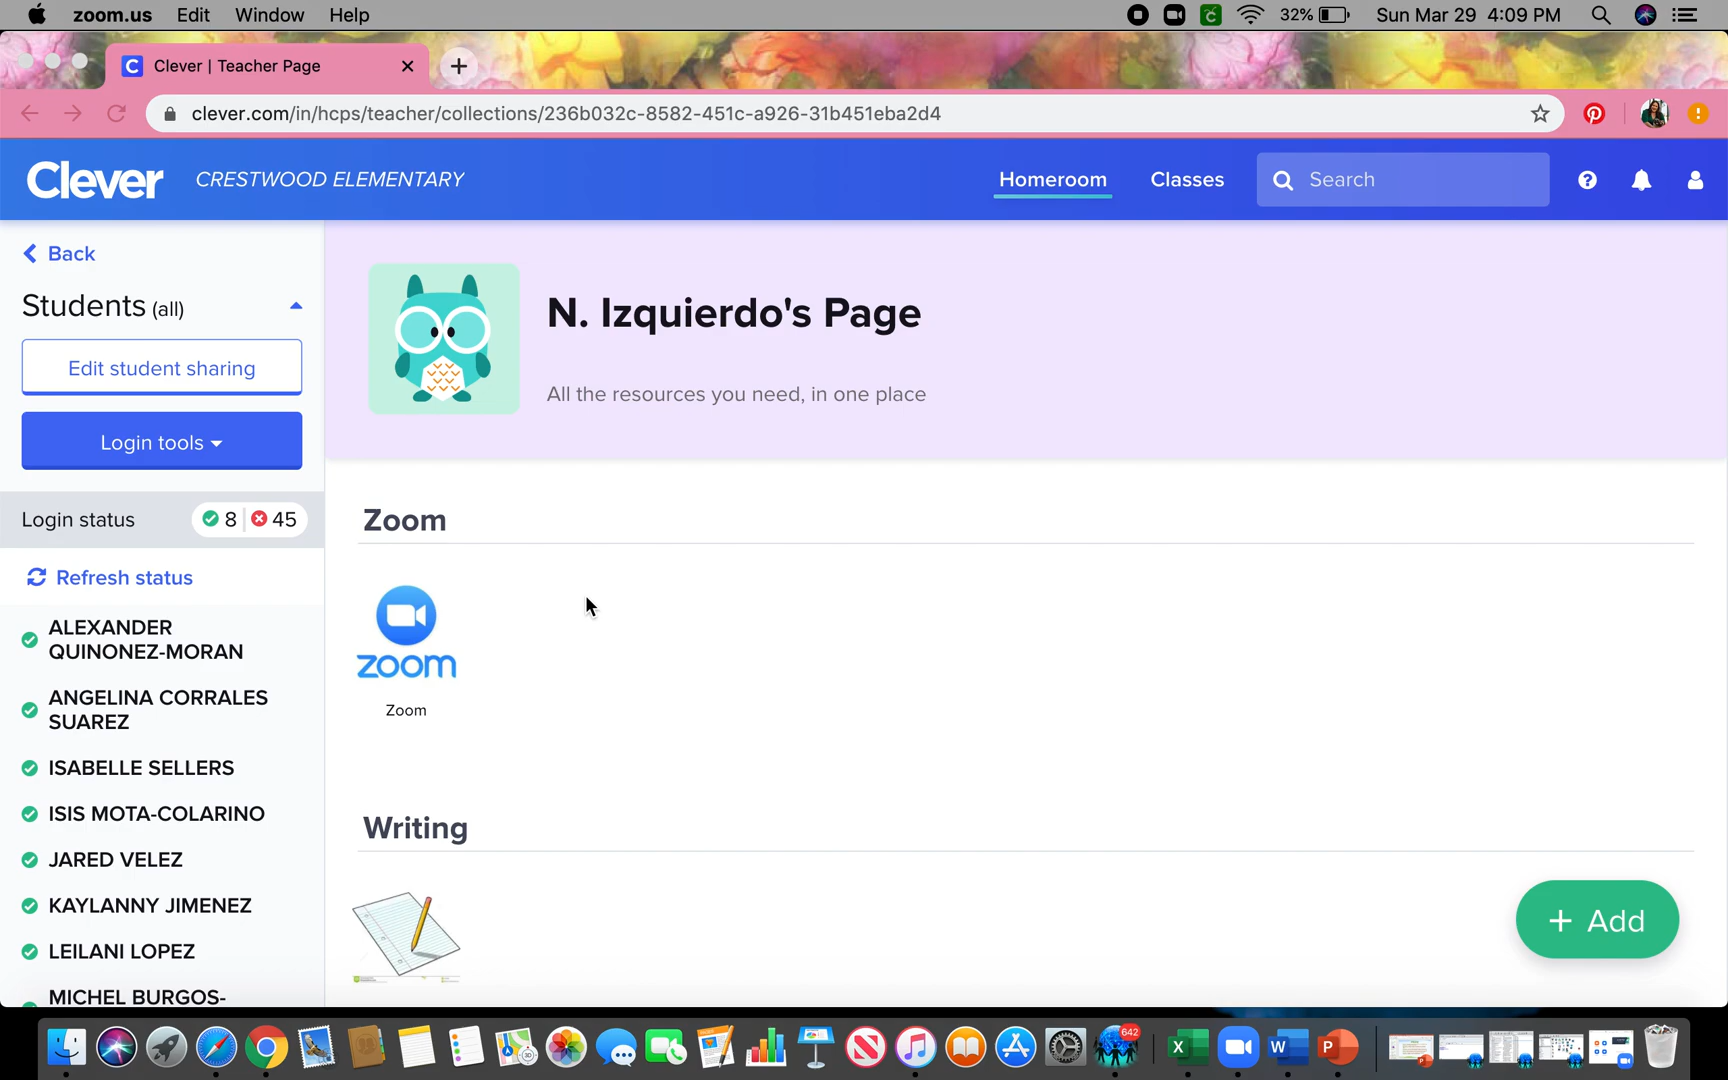 zoom.us Edit Window Help 32% Sun Mar 29 4:09 PM
C Clever | Teacher Page
clever.com/in/hcps/teacher/collections/236b032c-8582-451c-a926-31b451eba2d4
Clever CRESTWOOD ELEMENTARY Homeroom Classes Search
Back
Students (all)
Edit student sharing
Login tools
Login status 8 45
Refresh status
ALEXANDER
QUINONEZ-MORAN
ANGELINA CORRALES
SUAREZ
ISABELLE SELLERS
ISIS MOTA-COLARINO
JARED VELEZ
KAYLANNY JIMENEZ
LEILANI LOPEZ
MICHEL BURGOS-
N. Izquierdo's Page
All the resources you need, in one place
Zoom
zoom
Zoom
Writing
+ Add
3D
642
X
W
P